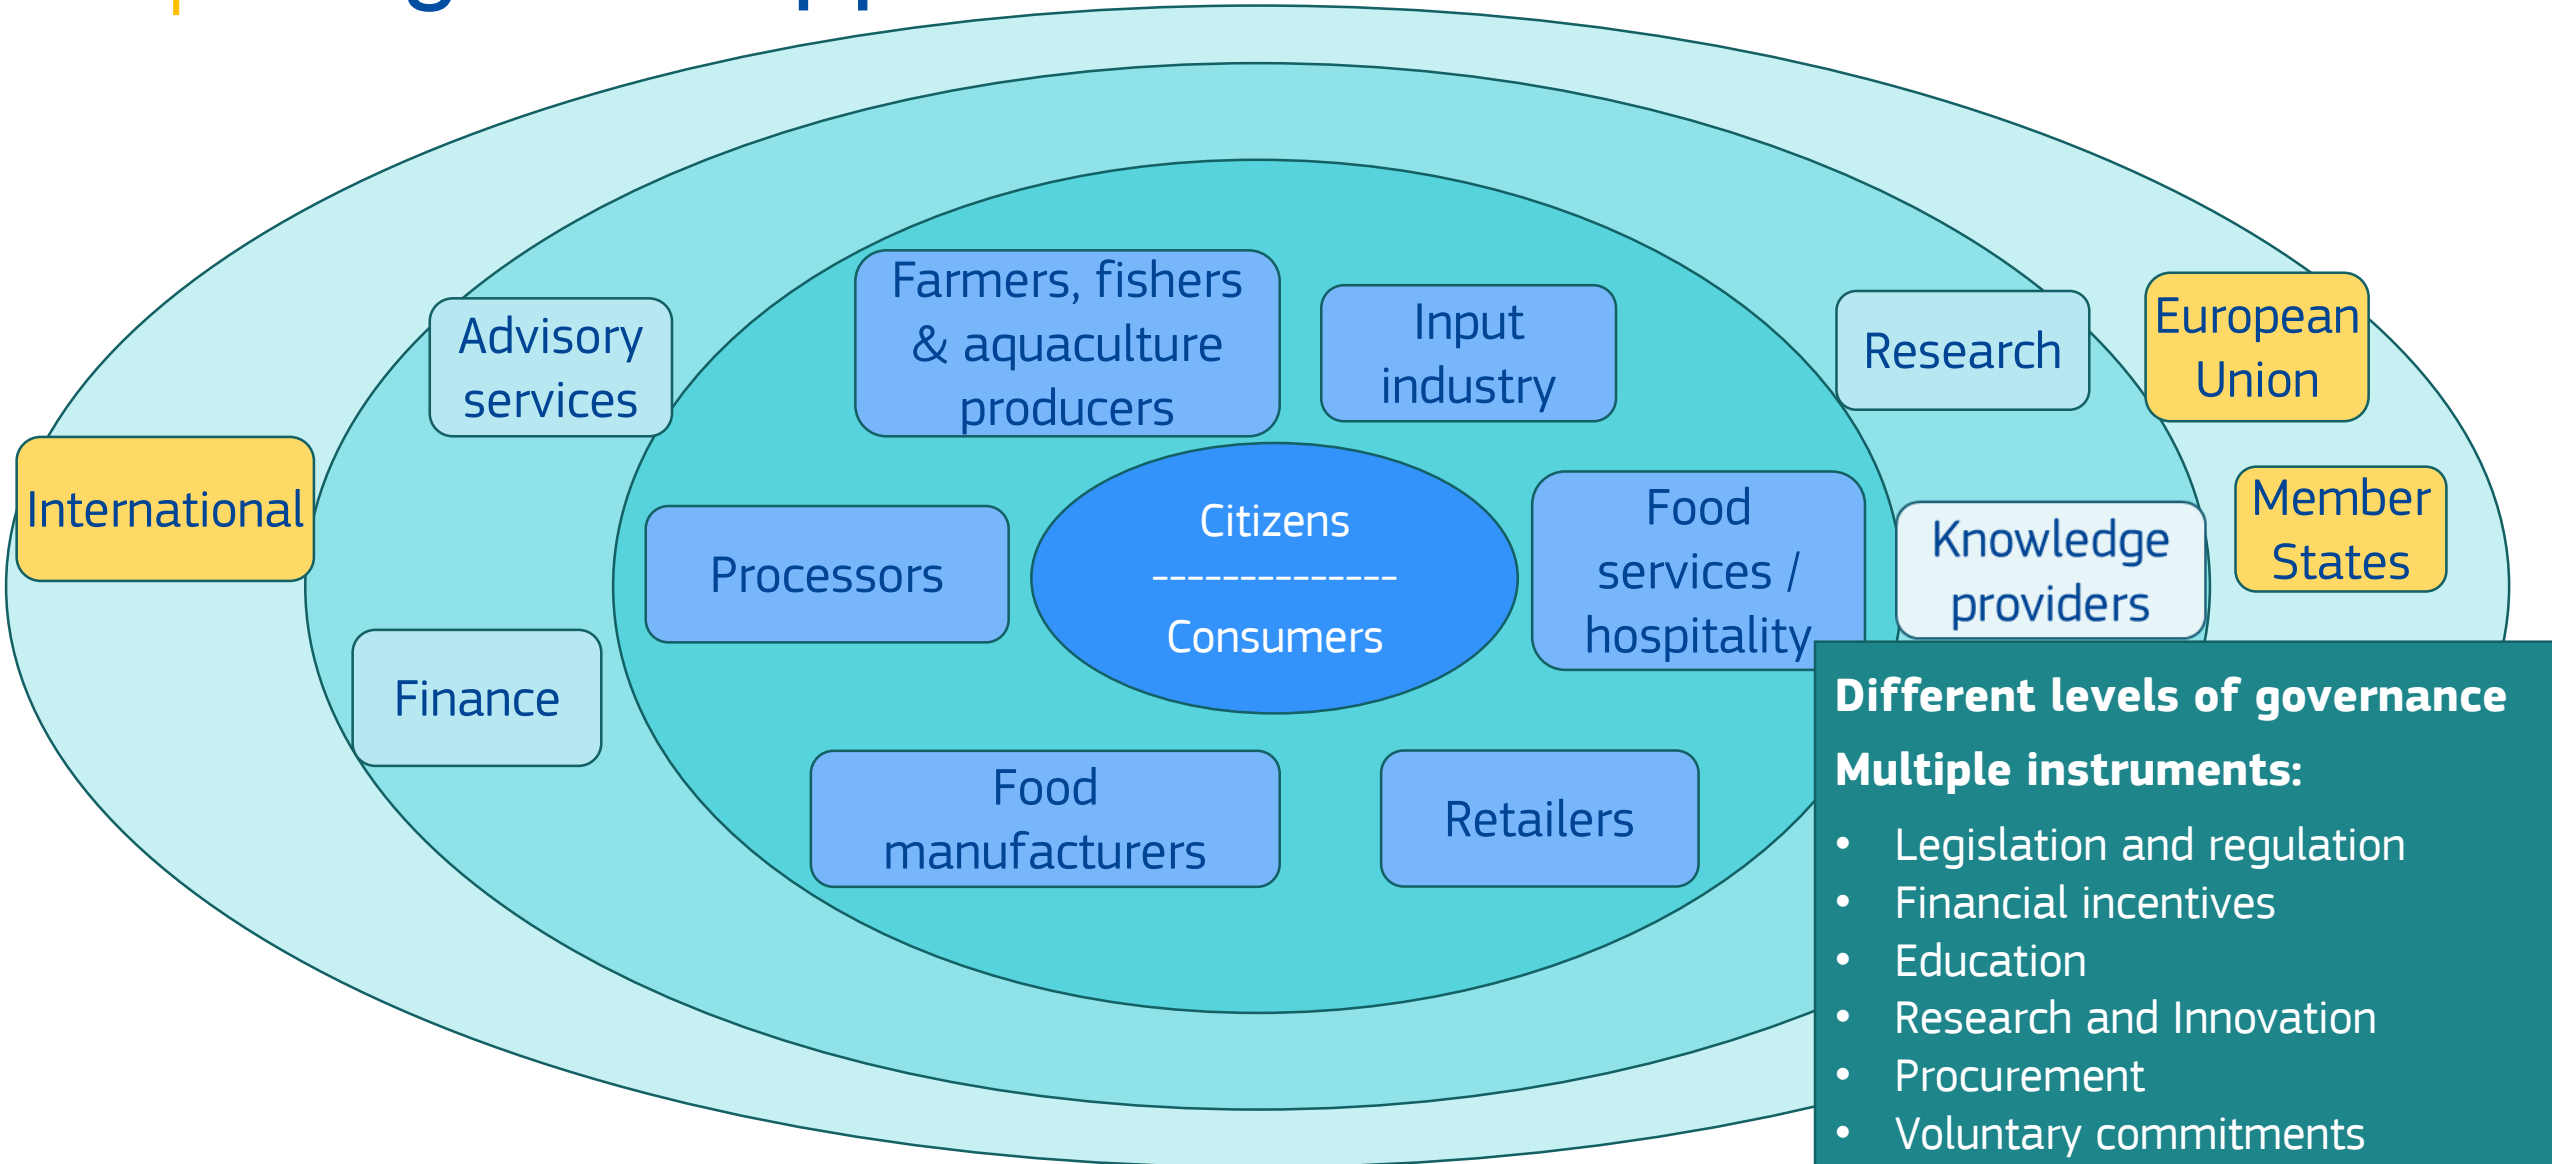 Farmers, fishers
& aquaculture
producers
Input
industry
Advisory
services
Research
European
Union
International
Member
States
Citizens
--------------
Consumers
Processors
Food
services /
hospitality
Knowledge
providers
Finance
Food
manufacturers
Retailers
Different levels of governance
Multiple instruments:
• Legislation and regulation
• Financial incentives
• Education
• Research and Innovation
• Procurement
• Voluntary commitments